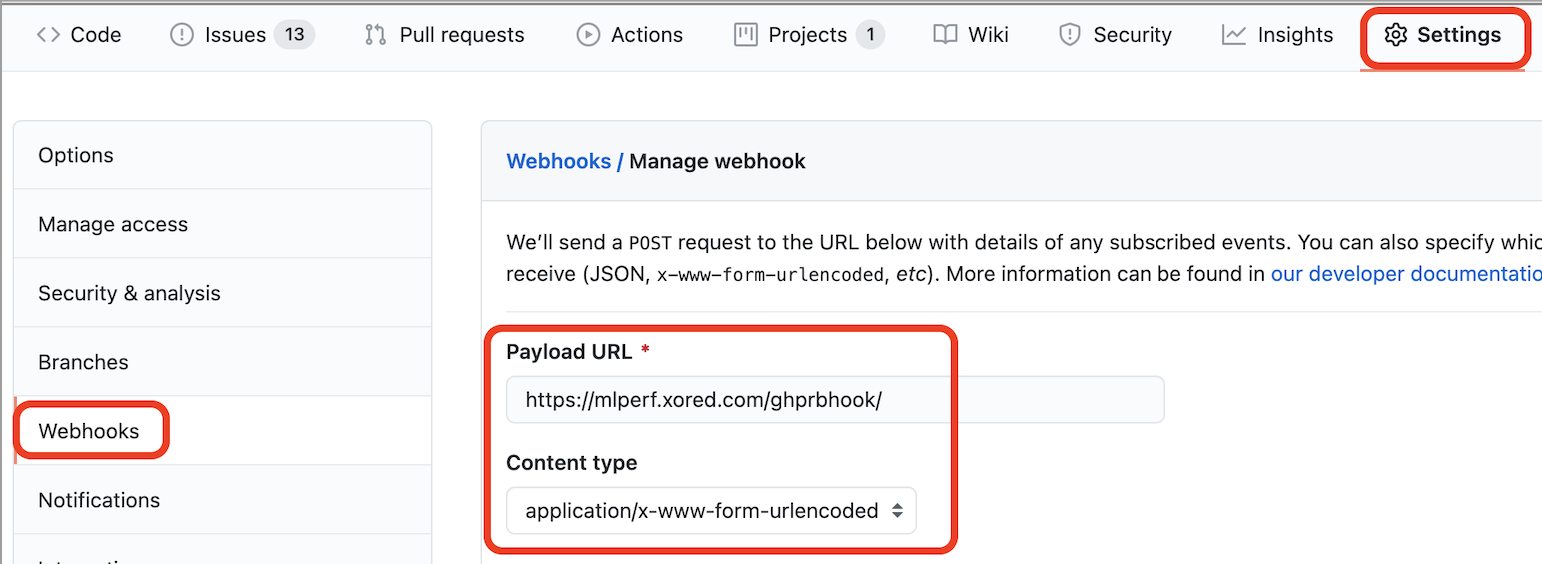 Code Issues 13 Pull requests Actions Projects 1 Wiki Security Insights Settings
Options
Manage access
Security & analysis
Branches
Webhooks
Notifications
Webhooks / Manage webhook
We’ll send a POST request to the URL below with details of any subscribed events. You can also specify
receive (JSON, x-www-form-urlencoded, etc). More information can be found in our developer
Payload URL *
https://mlperf.xored.com/ghprbhook/
Content type
application/x-www-form-urlencoded